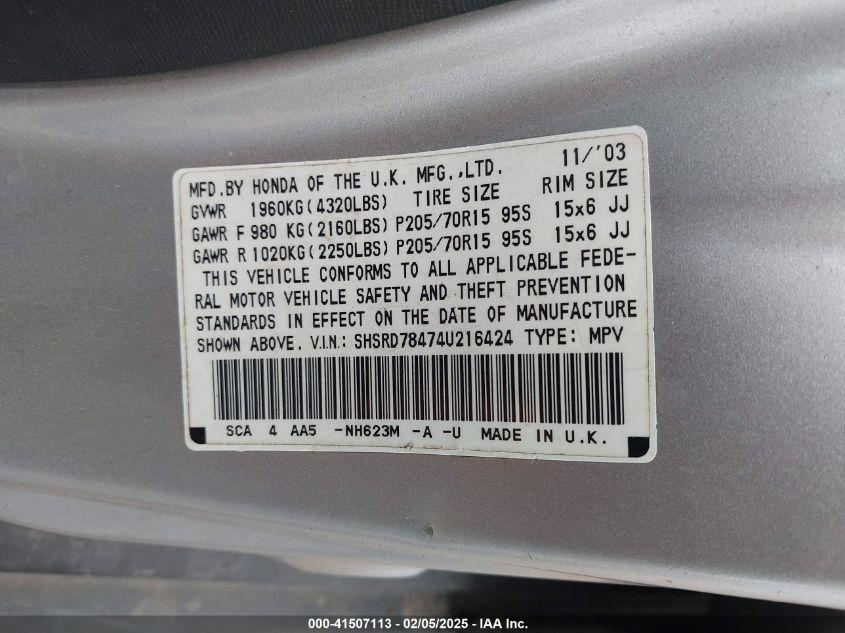 MFD.BY HONDA OF THE U.K. MFG.,LTD. 11/'03
GVWR 1960KG(4320LBS) TIRE SIZE RIM SIZE
GAWR F 980 KG(2160LBS) P205/70R15 95S 15x6 JJ
GAWR R 1020KG(2250LBS) P205/70R15 95S 15x6 JJ
THIS VEHICLE CONFORMS TO ALL APPLICABLE FEDE-
RAL MOTOR VEHICLE SAFETY AND THEFT PREVENTION
STANDARDS IN EFFECT ON THE DATE OF MANUFACTURE
SHOWN ABOVE. V.I.N.: SHSRD78474U216424 TYPE: MPV
SCA 4 AA5 -NH623M -A -U MADE IN U.K.
000-41507113 - 02/05/2025 - IAA Inc.